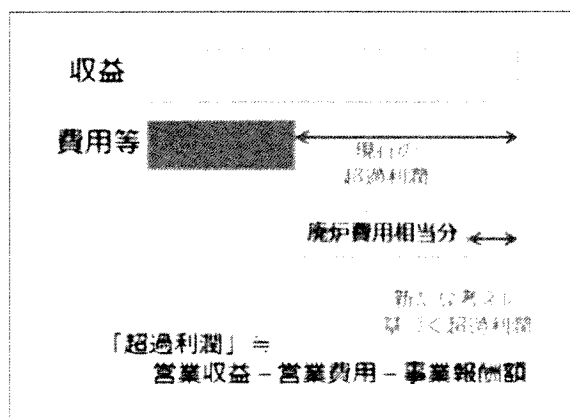 収益
費用等
現行の
超過利潤
廃炉費用相当分
新たな考えに
基づく超過利潤
「超過利潤」≒
営業収益－営業費用－事業報酬額